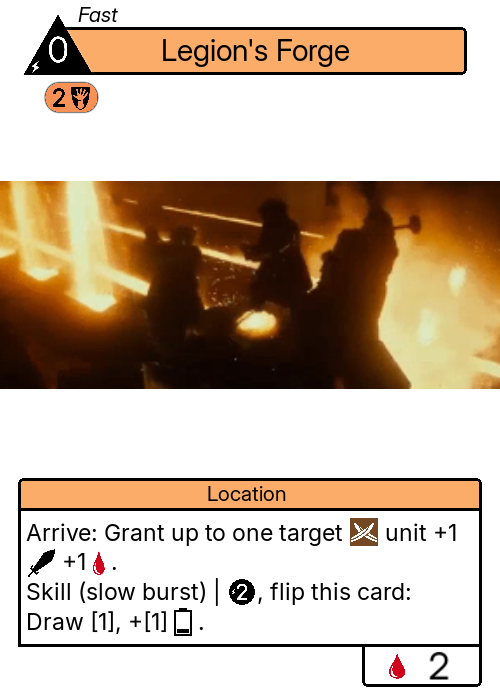 Fast
0
Legion's Forge
2
Location
Arrive: Grant up to one target unit +1
+1 .
Skill (slow burst) | 2, flip this card:
Draw [1], +[1] .
2